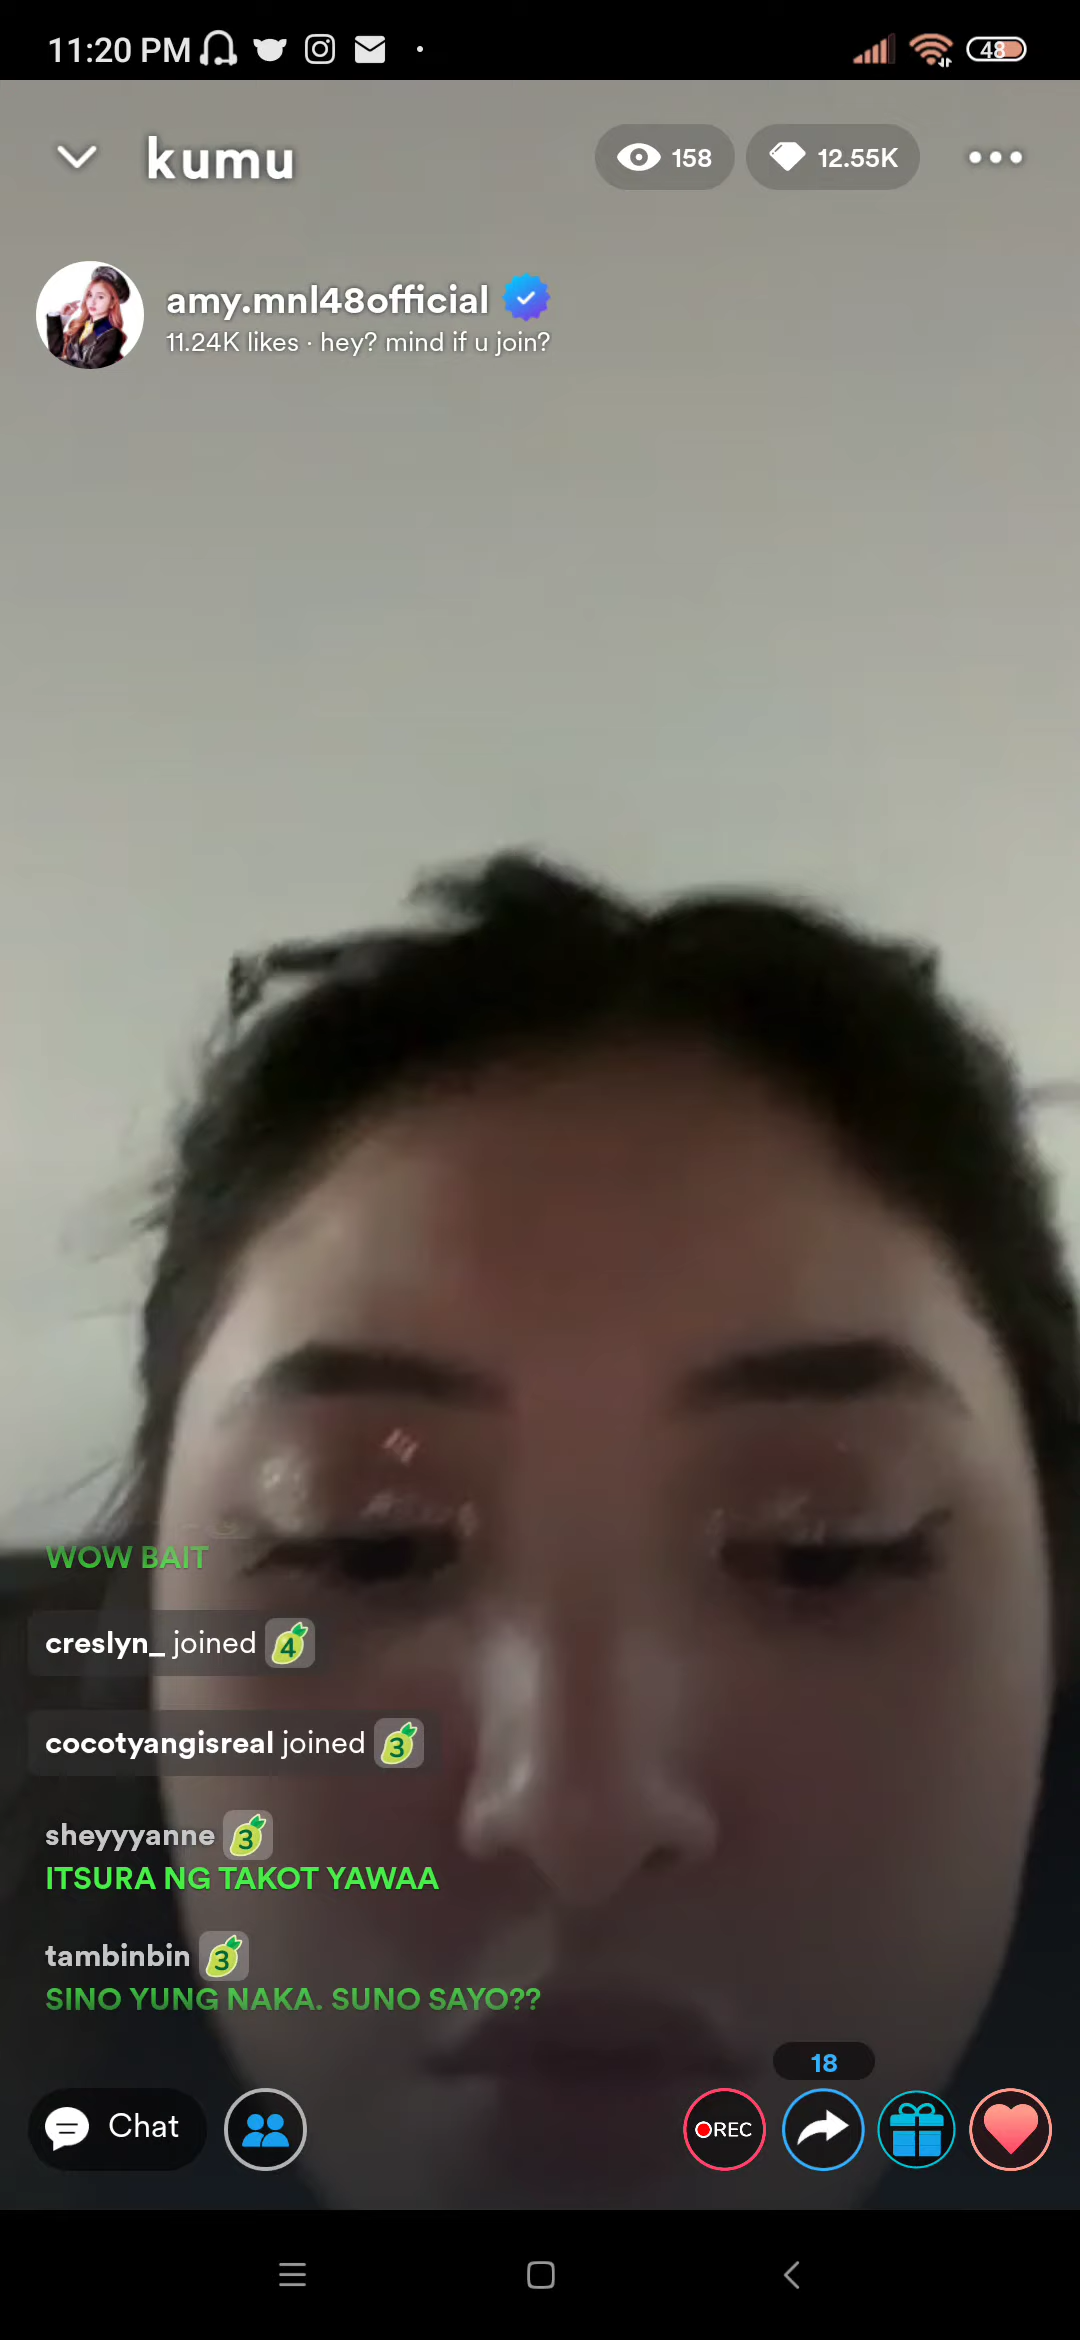 11:20 PM
48
kumu
158
12.55K
amy.mnl48official
11.24K likes · hey? mind if u join?
WOW BAIT
creslyn_ joined 4
cocotyangisreal joined 3
sheyyyanne 3
ITSURA NG TAKOT YAWAA
tambinbin 3
SINO YUNG NAKA. SUNO SAYO??
18
Chat
REC